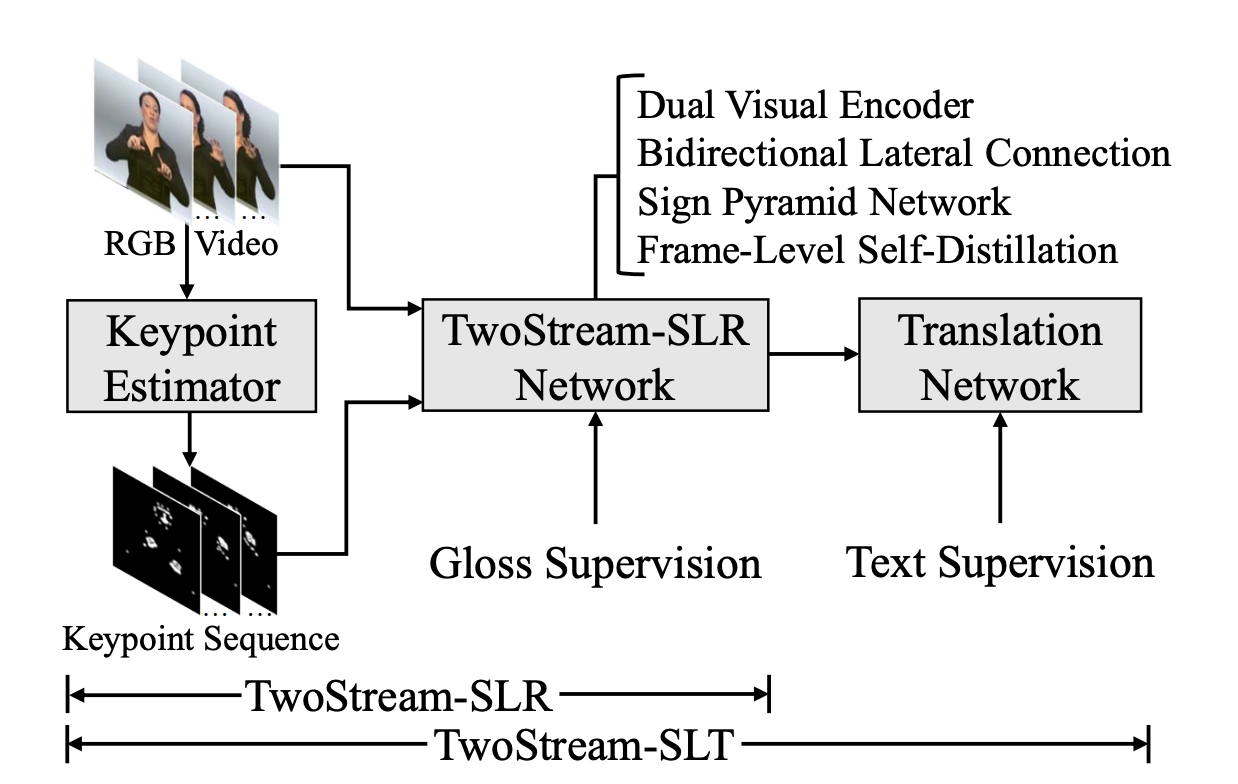 Dual Visual Encoder
Bidirectional Lateral Connection
Sign Pyramid Network
Frame-Level Self-Distillation
... ...
RGB Video
Keypoint
Estimator
TwoStream-SLR
Network
Translation
Network
Gloss Supervision
Text Supervision
... ...
Keypoint Sequence
TwoStream-SLR
TwoStream-SLT